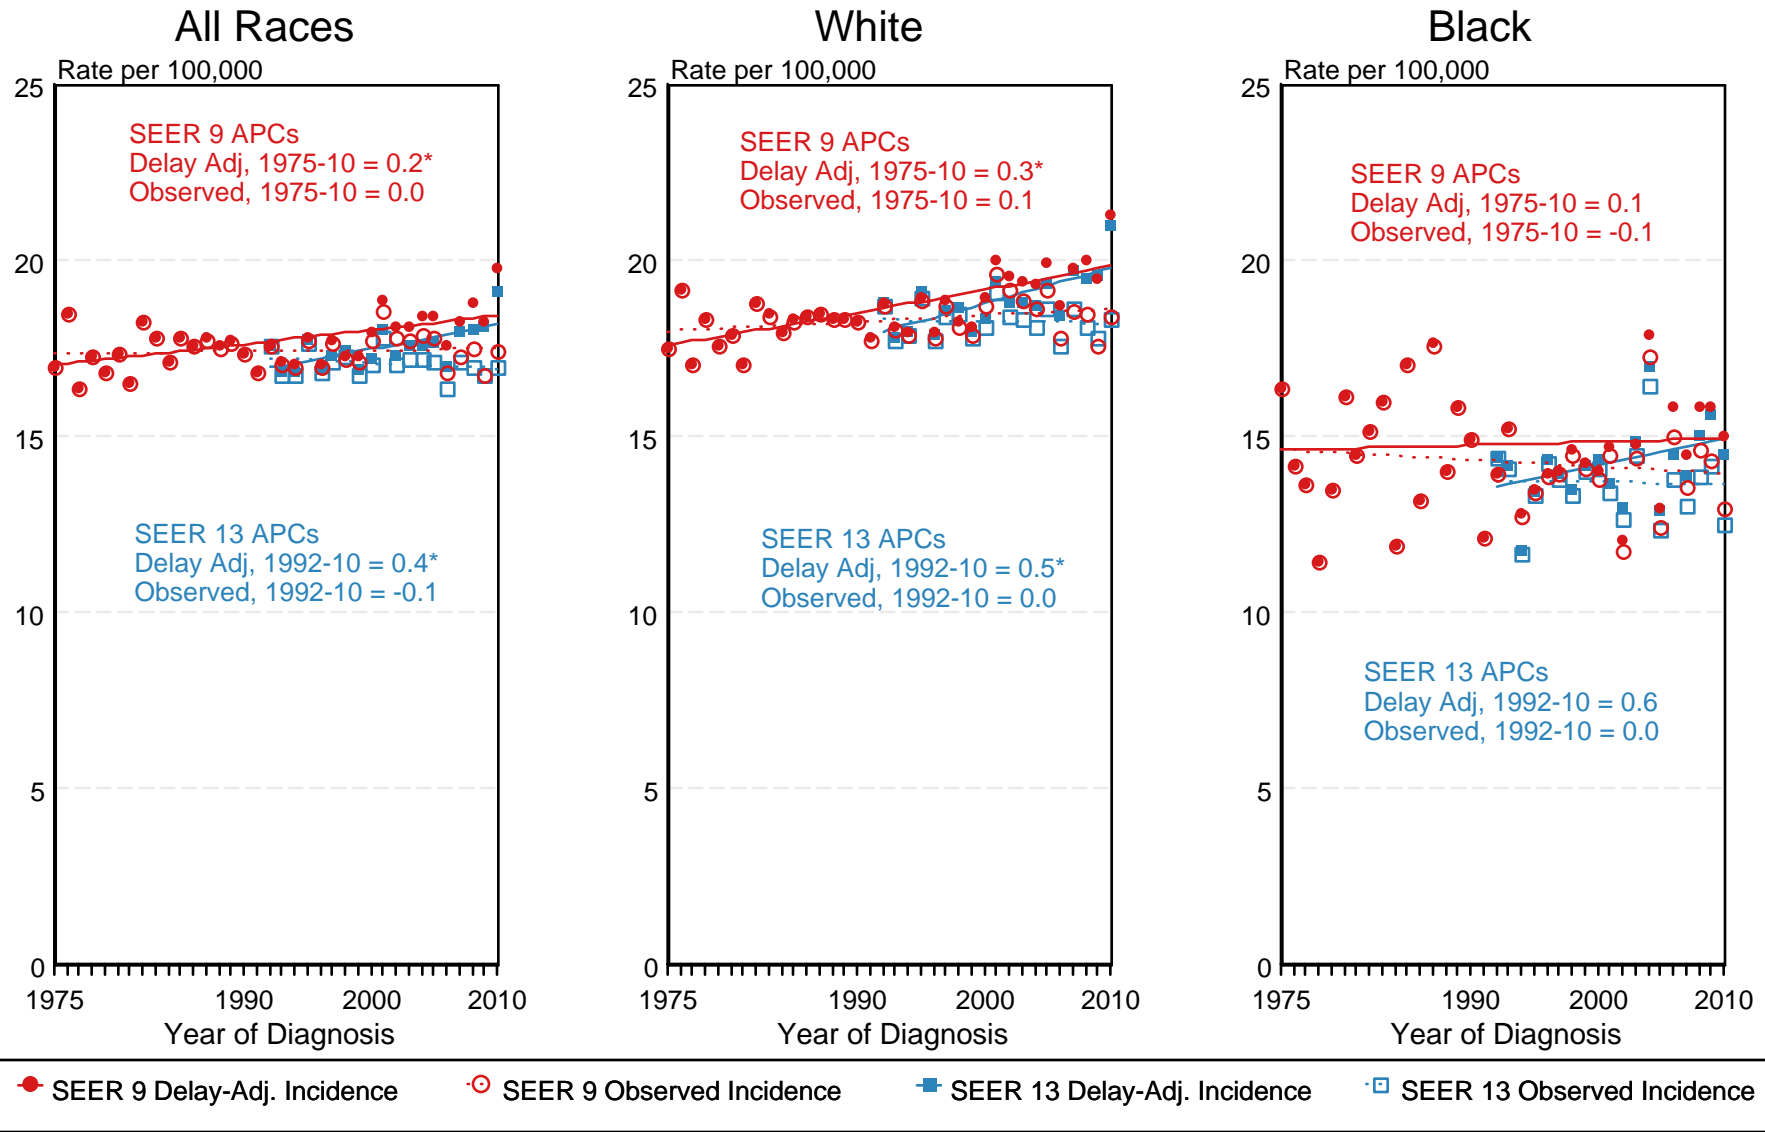 All Races
Rate per 100,000
25
20
15
10
5
0
SEER 9 APCs
Delay Adj, 1975-10 = 0.2*
Observed, 1975-10 = 0.0
SEER 13 APCs
Delay Adj, 1992-10 = 0.4*
Observed, 1992-10 = -0.1
1975 1990 2000 2010
Year of Diagnosis
White
Rate per 100,000
25
20
15
10
5
0
SEER 9 APCs
Delay Adj, 1975-10 = 0.3*
Observed, 1975-10 = 0.1
SEER 13 APCs
Delay Adj, 1992-10 = 0.5*
Observed, 1992-10 = 0.0
1975 1990 2000 2010
Year of Diagnosis
Black
Rate per 100,000
25
20
15
10
5
0
SEER 9 APCs
Delay Adj, 1975-10 = 0.1
Observed, 1975-10 = -0.1
SEER 13 APCs
Delay Adj, 1992-10 = 0.6
Observed, 1992-10 = 0.0
1975 1990 2000 2010
Year of Diagnosis
SEER 9 Delay-Adj. Incidence
SEER 9 Observed Incidence
SEER 13 Delay-Adj. Incidence
SEER 13 Observed Incidence